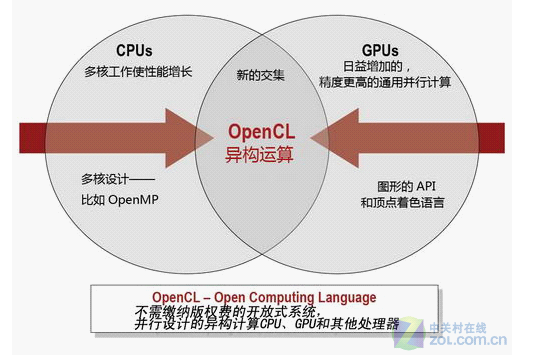 CPUs
多核工作使性能增长
新的交集
GPUs
日益增加的，
精度更高的通用并行计算
OpenCL
异构运算
多核设计——
比如 OpenMP
图形的 API
和顶点着色语言
OpenCL – Open Computing Language
不需缴纳版权费的开放式系统，
并行设计的异构计算CPU、GPU和其他处理器
中关村在线
zol.com.cn